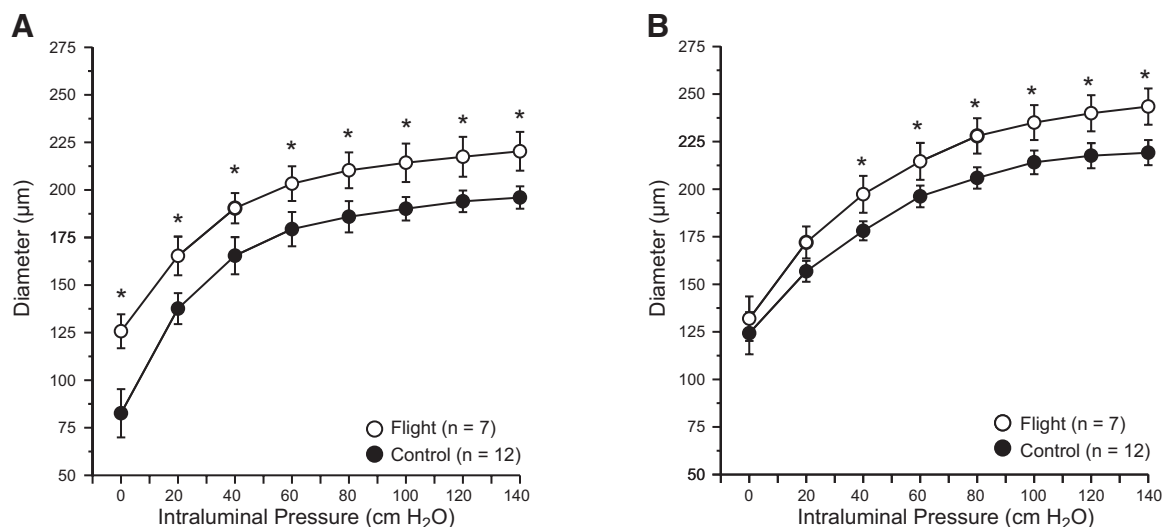 A
275
250
225
200
175
150
125
100
75
50
Diameter (µm)
* * * * * * * *
Flight (n = 7)
Control (n = 12)
0 20 40 60 80 100 120 140
Intraluminal Pressure (cm H₂O)
B
275
250
225
200
175
150
125
100
75
50
Diameter (µm)
* * * * * *
Flight (n = 7)
Control (n = 12)
0 20 40 60 80 100 120 140
Intraluminal Pressure (cm H₂O)